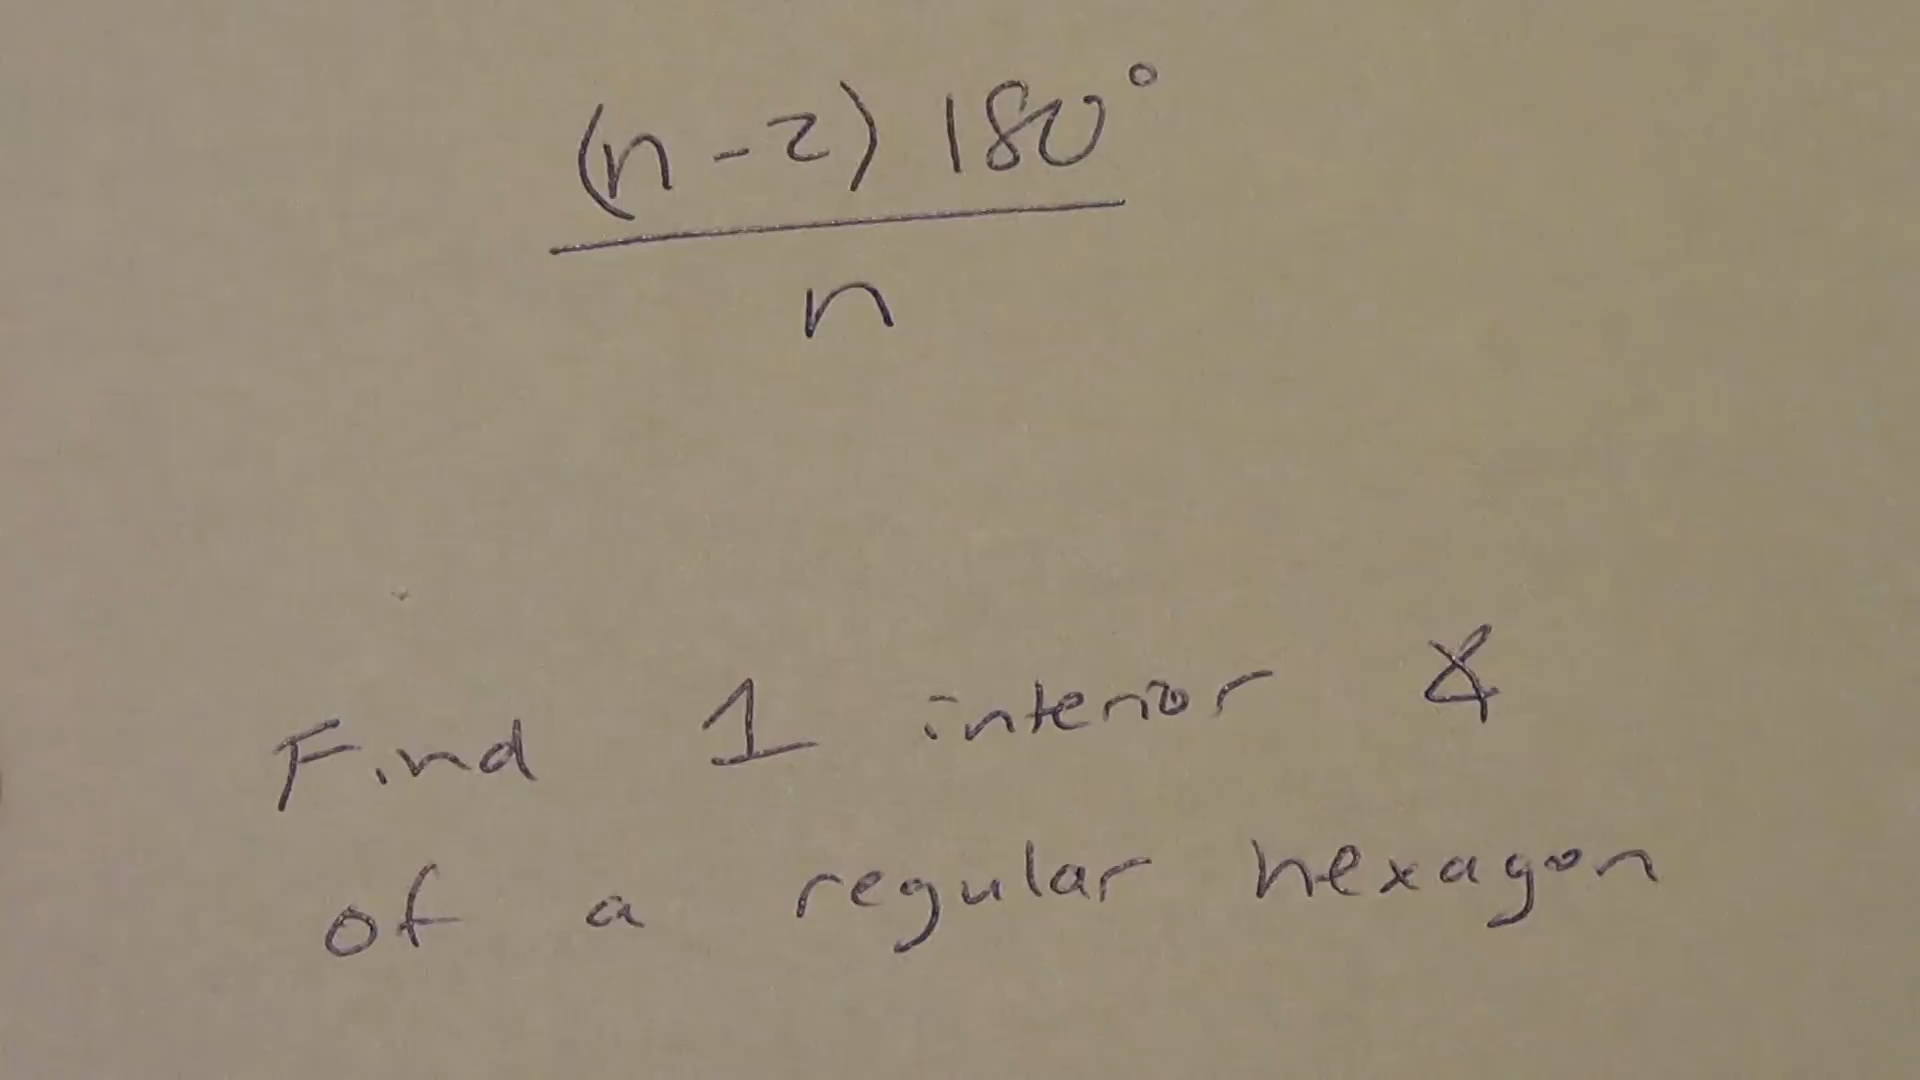 (n-2) 180°
n
Find 1 interior ∡
of a regular hexagon